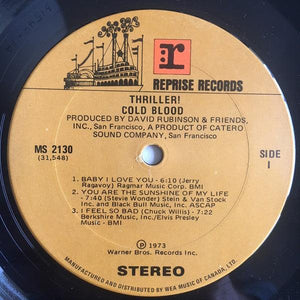 r
REPRISE RECORDS
THRILLER!
COLD BLOOD
PRODUCED BY DAVID RUBINSON & FRIENDS,
INC., San Francisco, A PRODUCT OF CATERO
SOUND COMPANY, San Francisco
MS 2130
(31,548)
SIDE
1
1. BABY I LOVE YOU - 6:10 (Jerry
Ragavoy) Ragmar Music Corp. BMI
2. YOU ARE THE SUNSHINE OF MY LIFE
- 7:40 (Stevie Wonder) Stein & Van Stock
Inc. and Black Bull Music, Inc. ASCAP
3. I FEEL SO BAD (Chuck Willis) - 7:22
Berkshire Music, Inc./Elvis Presley
Music - BMI
℗ 1973
Warner Bros. Records Inc.
STEREO
MANUFACTURED AND DISTRIBUTED BY WEA MUSIC OF CANADA, LTD.